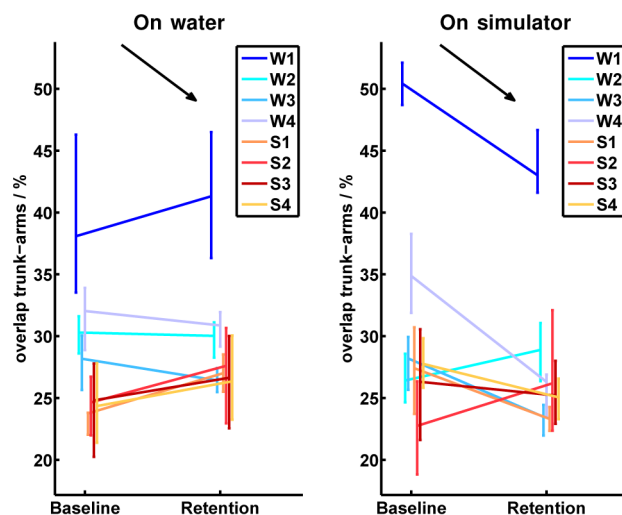 On water
overlap trunk-arms / %
50
45
40
35
30
25
20
W1
W2
W3
W4
S1
S2
S3
S4
Baseline Retention
On simulator
overlap trunk-arms / %
50
45
40
35
30
25
20
W1
W2
W3
W4
S1
S2
S3
S4
Baseline Retention